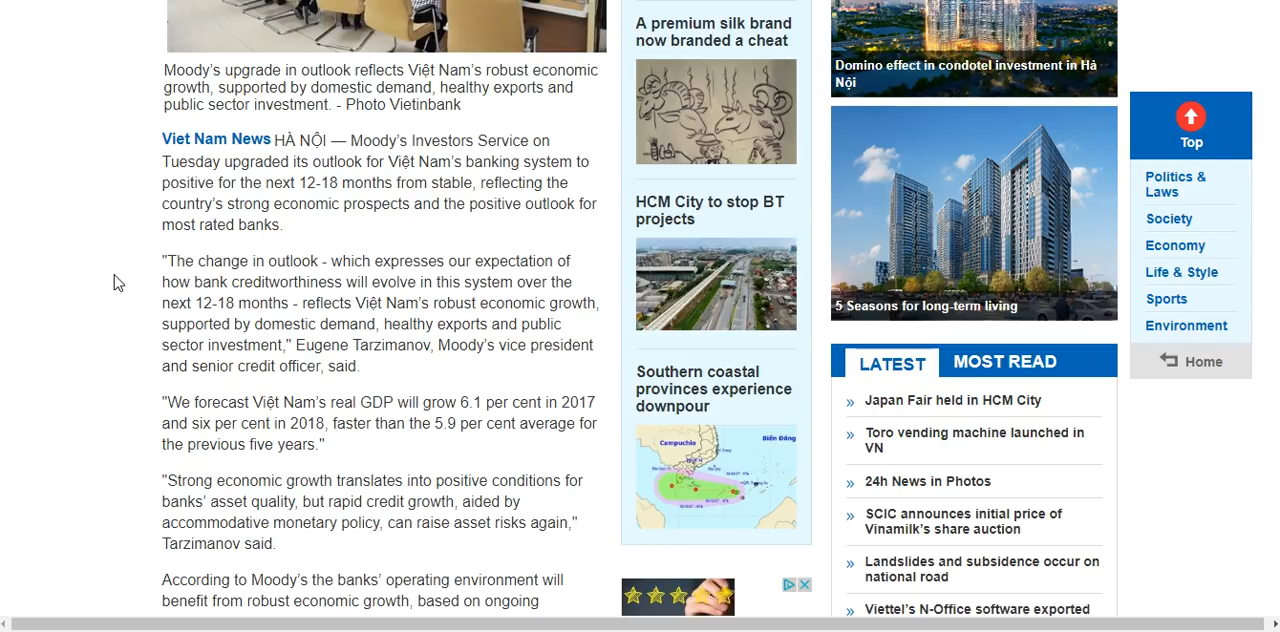 Moody's upgrade in outlook reflects Việt Nam's robust economic
growth, supported by domestic demand, healthy exports and
public sector investment. - Photo Vietinbank
Viet Nam News HÀ NỘI — Moody's Investors Service on
Tuesday upgraded its outlook for Việt Nam's banking system to
positive for the next 12-18 months from stable, reflecting the
country's strong economic prospects and the positive outlook for
most rated banks.
"The change in outlook - which expresses our expectation of
how bank creditworthiness will evolve in this system over the
next 12-18 months - reflects Việt Nam's robust economic growth,
supported by domestic demand, healthy exports and public
sector investment," Eugene Tarzimanov, Moody's vice president
and senior credit officer, said.
"We forecast Việt Nam's real GDP will grow 6.1 per cent in 2017
and six per cent in 2018, faster than the 5.9 per cent average for
the previous five years."
"Strong economic growth translates into positive conditions for
banks' asset quality, but rapid credit growth, aided by
accommodative monetary policy, can raise asset risks again,"
Tarzimanov said.
According to Moody's the banks' operating environment will
benefit from robust economic growth, based on ongoing
A premium silk brand
now branded a cheat
HCM City to stop BT
projects
Southern coastal
provinces experience
downpour
Campuchia
Biển Đông
Domino effect in condotel investment in Hà
Nội
5 Seasons for long-term living
LATEST
MOST READ
» Japan Fair held in HCM City
» Toro vending machine launched in
VN
» 24h News in Photos
» SCIC announces initial price of
Vinamilk's share auction
» Landslides and subsidence occur on
national road
» Viettel's N-Office software exported
Top
Politics &
Laws
Society
Economy
Life & Style
Sports
Environment
Home